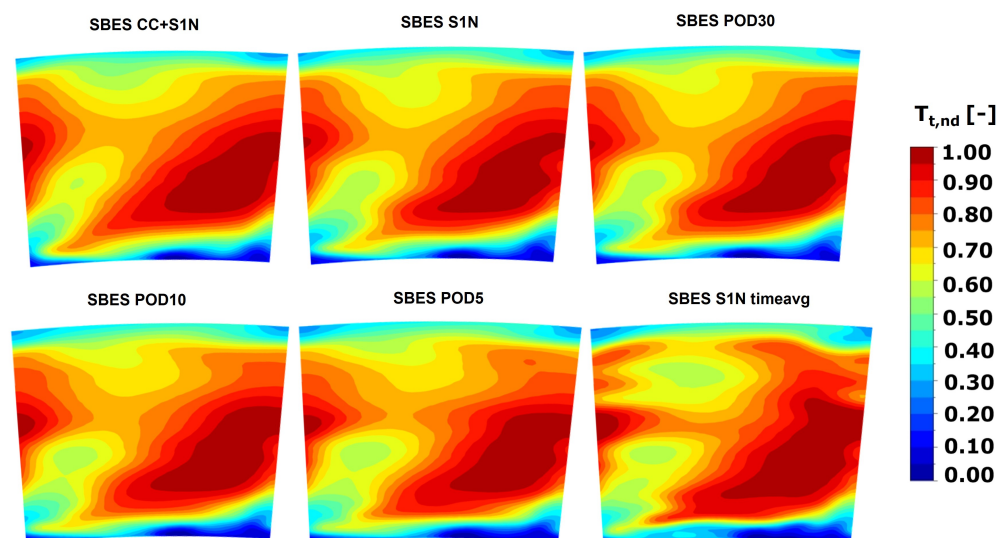 SBES CC+S1N
SBES S1N
SBES POD30
SBES POD10
SBES POD5
SBES S1N timeavg
Tt,nd [-]
1.00
0.90
0.80
0.70
0.60
0.50
0.40
0.30
0.20
0.10
0.00